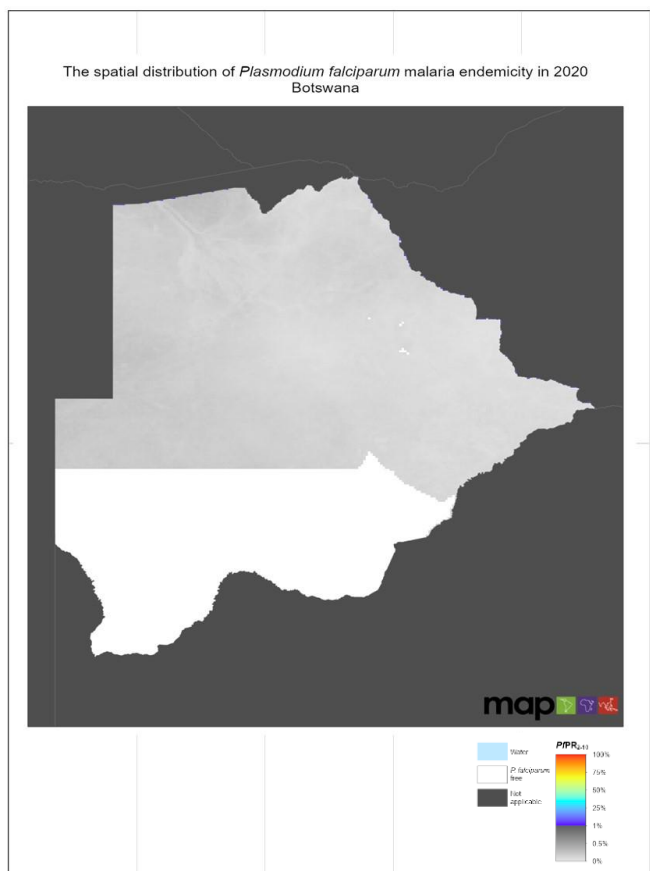 The spatial distribution of Plasmodium falciparum malaria endemicity in 2020
Botswana
map
Water
P. falciparum
free
Not
applicable
PfPR2-10
100%
75%
50%
25%
1%
0.5%
0%